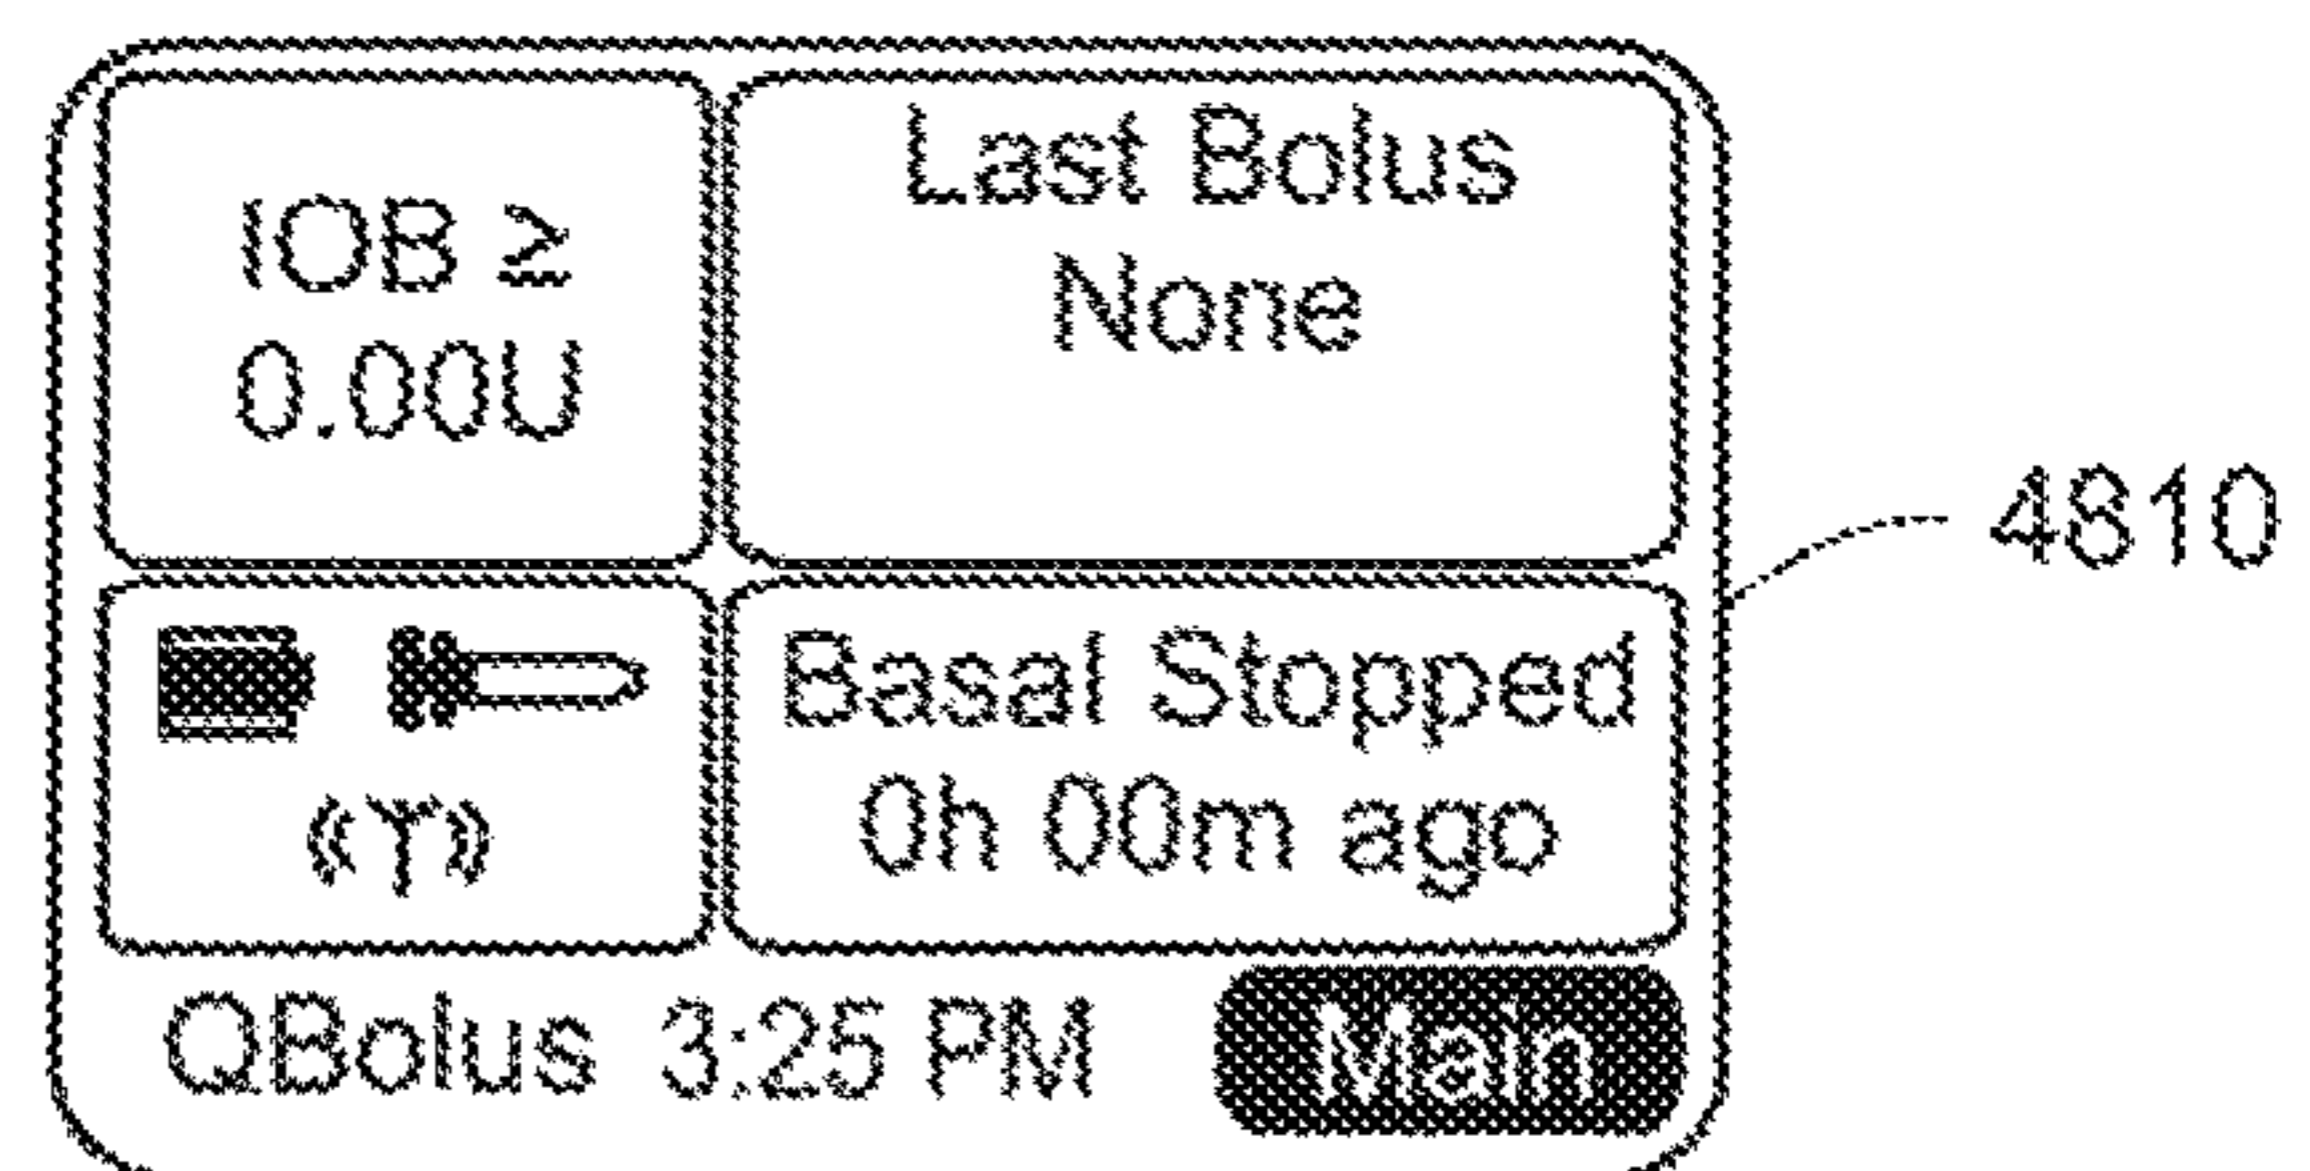 IOB ≥
0.00U
Last Bolus
None
4810
Basal Stopped
0h 00m ago
QBolus 3:25 PM
Main